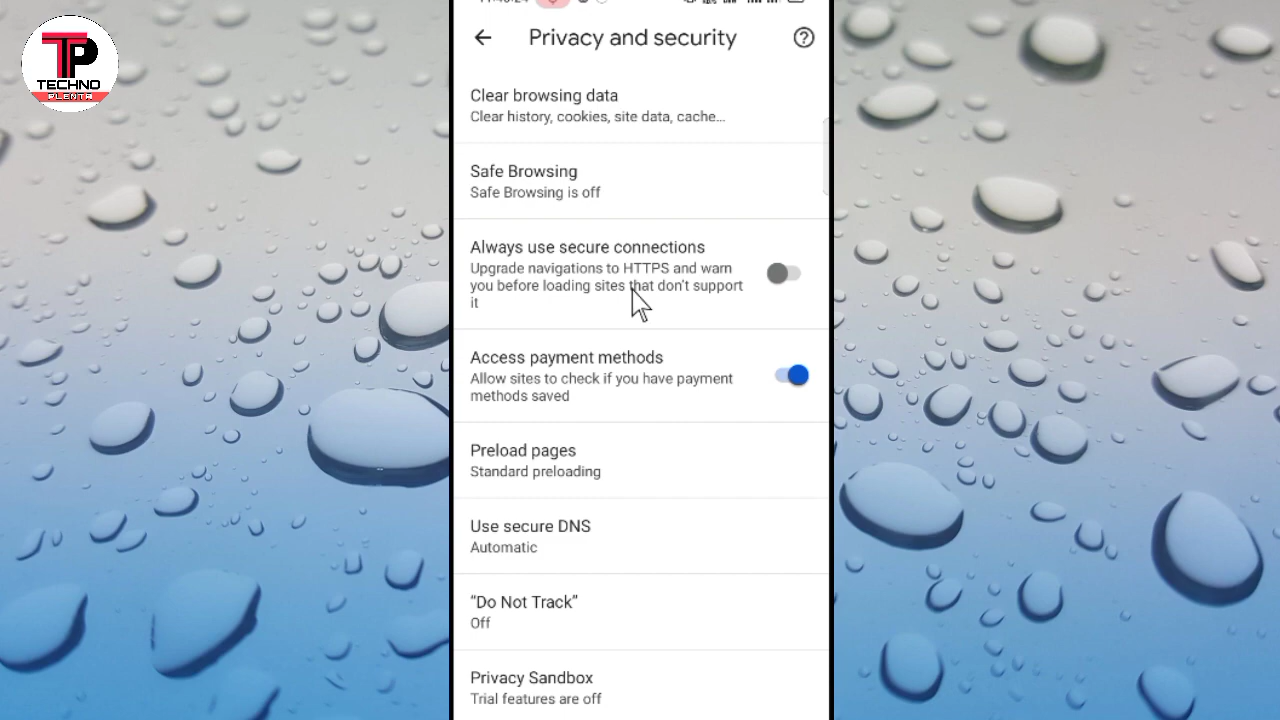 TP
TECHNO
Privacy and security
Clear browsing data
Clear history, cookies, site data, cache...
Safe Browsing
Safe Browsing is off
Always use secure connections
Upgrade navigations to HTTPS and warn
you before loading sites that don't support
it
Access payment methods
Allow sites to check if you have payment
methods saved
Preload pages
Standard preloading
Use secure DNS
Automatic
“Do Not Track”
Off
Privacy Sandbox
Trial features are off